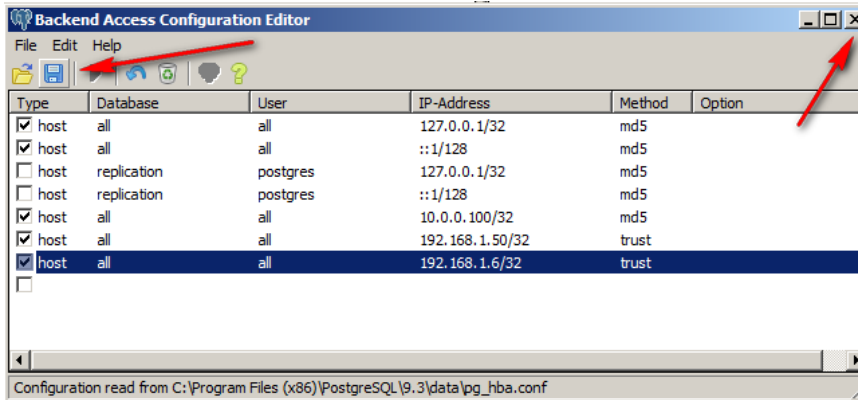 Backend Access Configuration Editor
File Edit Help
Type Database User IP-Address Method Option
host all all 127.0.0.1/32 md5
host all all ::1/128 md5
host replication postgres 127.0.0.1/32 md5
host replication postgres ::1/128 md5
host all all 10.0.0.100/32 md5
host all all 192.168.1.50/32 trust
host all all 192.168.1.6/32 trust
Configuration read from C:\Program Files (x86)\PostgreSQL\9.3\data\pg_hba.conf